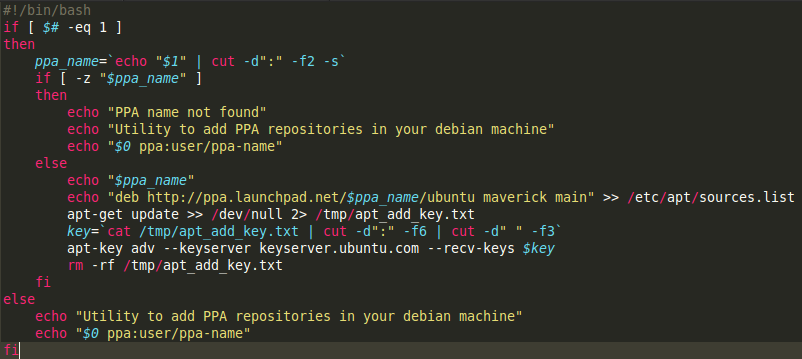 #!/bin/bash
if [ $# -eq 1 ]
then
    ppa_name=`echo "$1" | cut -d":" -f2 -s`
    if [ -z "$ppa_name" ]
    then
        echo "PPA name not found"
        echo "Utility to add PPA repositories in your debian machine"
        echo "$0 ppa:user/ppa-name"
    else
        echo "$ppa_name"
        echo "deb http://ppa.launchpad.net/$ppa_name/ubuntu maverick main" >> /etc/apt/sources.list
        apt-get update >> /dev/null 2> /tmp/apt_add_key.txt
        key=`cat /tmp/apt_add_key.txt | cut -d":" -f6 | cut -d" " -f3`
        apt-key adv --keyserver keyserver.ubuntu.com --recv-keys $key
        rm -rf /tmp/apt_add_key.txt
    fi
else
    echo "Utility to add PPA repositories in your debian machine"
    echo "$0 ppa:user/ppa-name"
fi